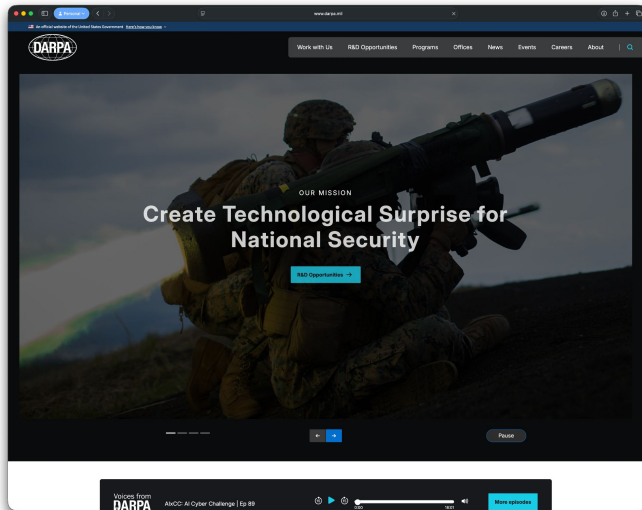 Personal
www.darpa.mil
An official website of the United States Government Here's how you know
DARPA
Work with Us R&D Opportunities Programs Offices News Events Careers About
OUR MISSION
Create Technological Surprise for
National Security
R&D Opportunities →
Pause
Voices from
DARPA
AIxCC: AI Cyber Challenge | Ep 89
0:00
18:01
More episodes